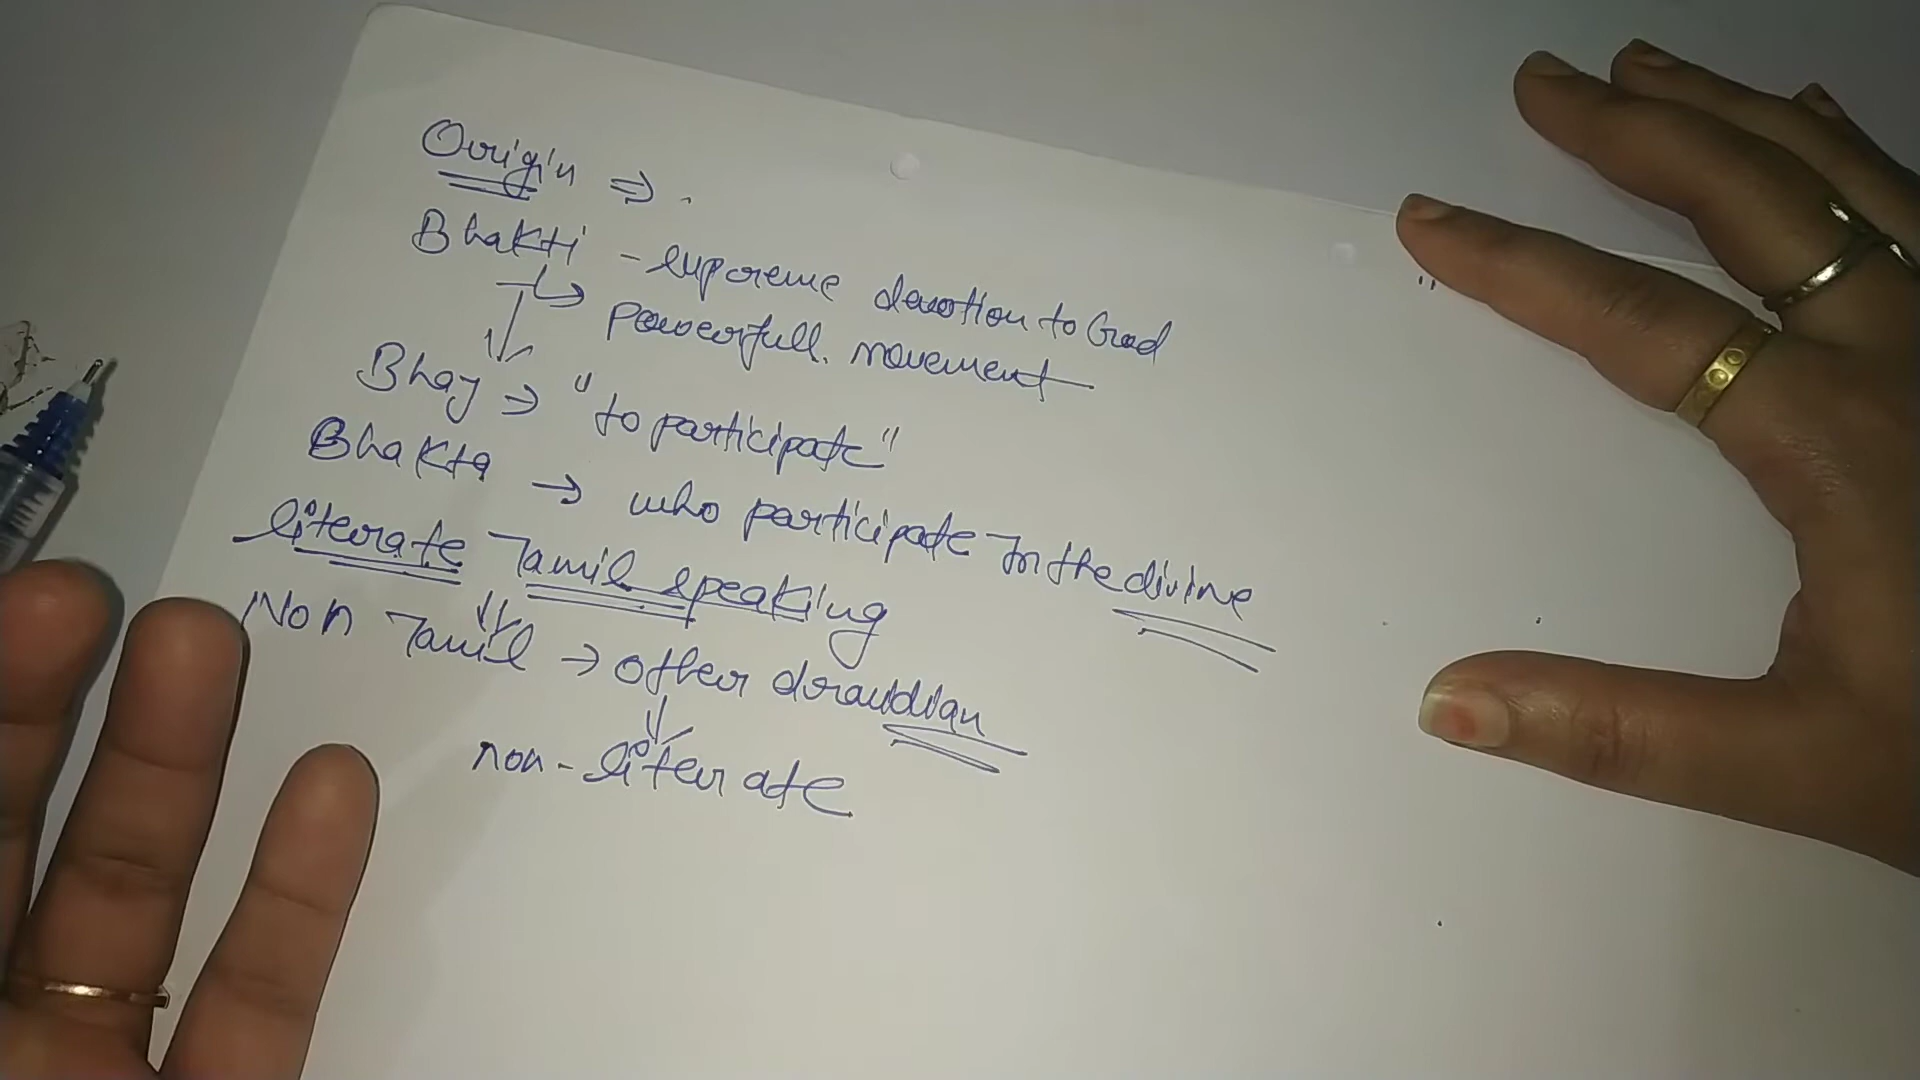 Origin ⇒
Bhakti - supreme devotion to God
↳ Powerfull. movement
Bhaj ⇒ "to participate"
Bhakta → who participate In the divine
literate Tamil speaking
Non Tamil → other dravidian
non-literate